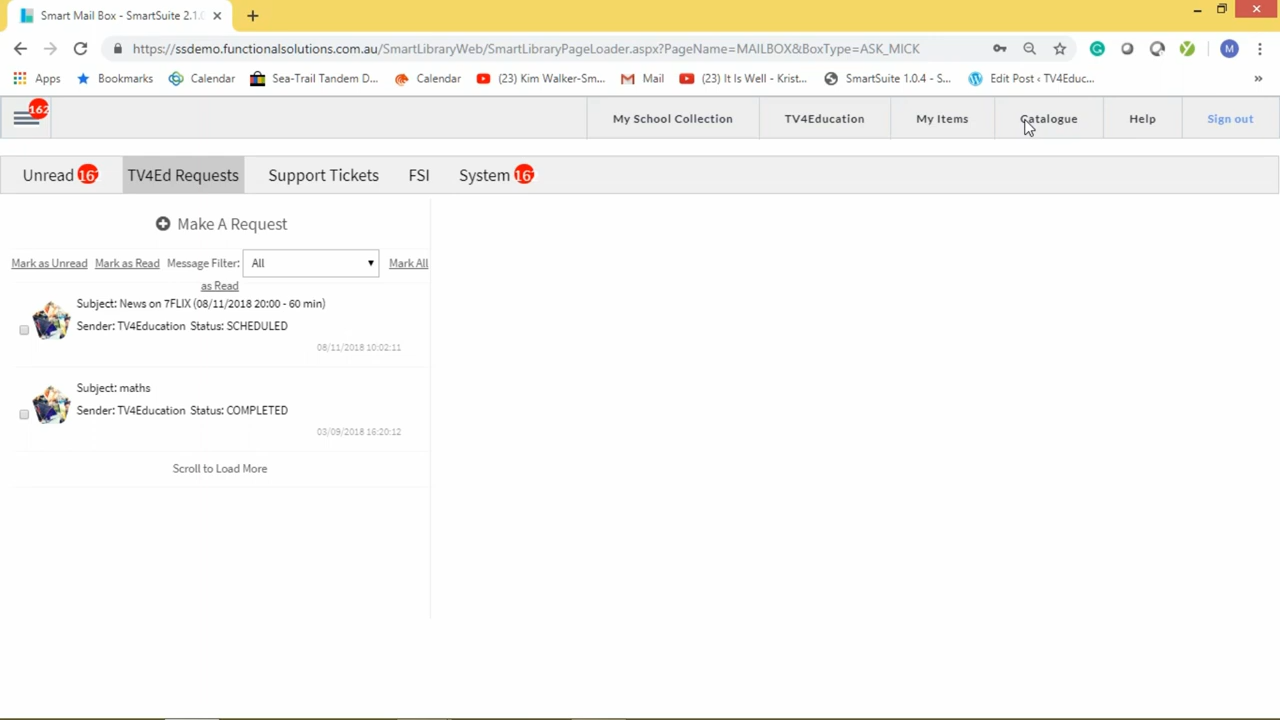 Smart Mail Box - SmartSuite 2.1.0
https://ssdemo.functionalsolutions.com.au/SmartLibraryWeb/SmartLibraryPageLoader.aspx?PageName=MAILBOX&BoxType=ASK_MICK
M
Apps Bookmarks Calendar Sea-Trail Tandem D... Calendar (23) Kim Walker-Sm... Mail (23) It Is Well - Krist... SmartSuite 1.0.4 - S... Edit Post ‹ TV4Educ... »
162 My School Collection TV4Education My Items Catalogue Help Sign out
Unread TV4Ed Requests Support Tickets FSI System
Make A Request
Mark as Unread Mark as Read Message Filter: All Mark All
as Read
Subject: News on 7FLIX (08/11/2018 20:00 - 60 min)
Sender: TV4Education Status: SCHEDULED
08/11/2018 10:02:11
Subject: maths
Sender: TV4Education Status: COMPLETED
03/09/2018 16:20:12
Scroll to Load More